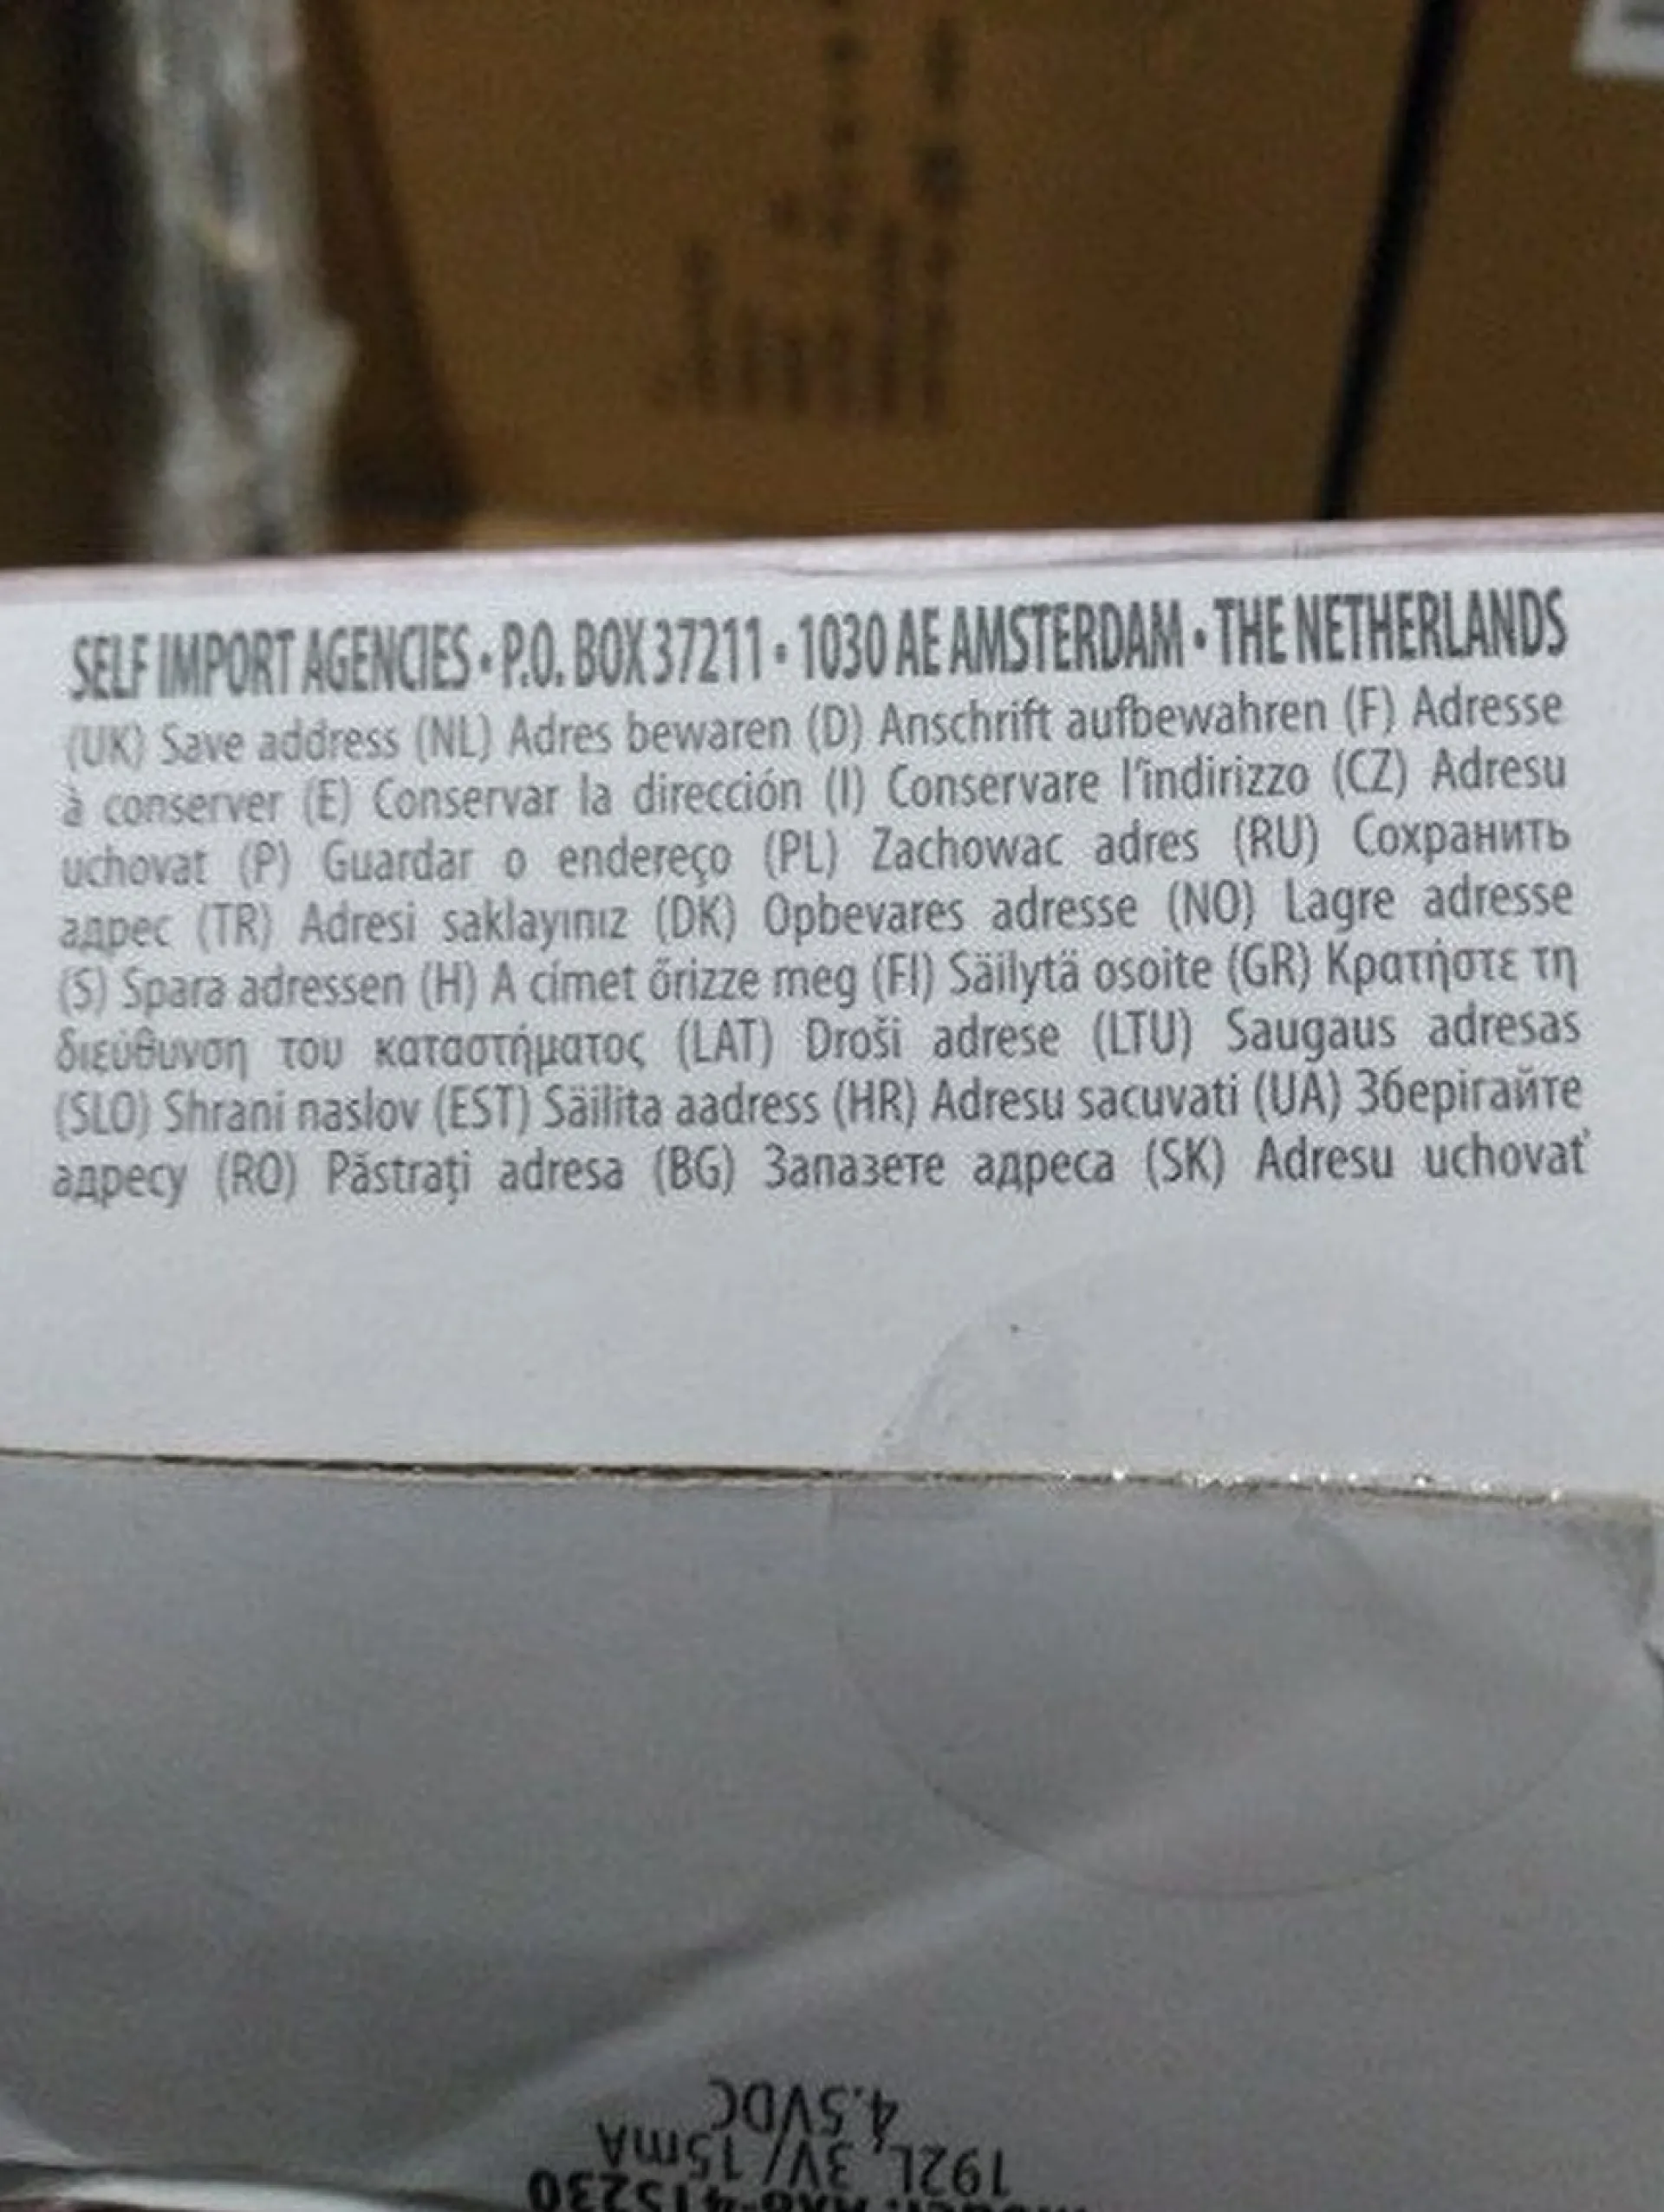 SELF IMPORT AGENCIES • P.O. BOX 37211 • 1030 AE AMSTERDAM • THE NETHERLANDS
(UK) Save address (NL) Adres bewaren (D) Anschrift aufbewahren (F) Adresse
à conserver (E) Conservar la dirección (I) Conservare l'indirizzo (CZ) Adresu
uchovat (P) Guardar o endereço (PL) Zachowac adres (RU) Сохранить
адрес (TR) Adresi saklayınız (DK) Opbevares adresse (NO) Lagre adresse
(S) Spara adressen (H) A címet őrizze meg (FI) Säilytä osoite (GR) Κρατήστε τη
διεύθυνση του καταστήματος (LAT) Droši adrese (LTU) Saugaus adresas
(SLO) Shrani naslov (EST) Säilita aadress (HR) Adresu sacuvati (UA) Зберігайте
адресу (RO) Păstrați adresa (BG) Запазете адреса (SK) Adresu uchovať
192L, 3V/15mA
4.5VDC